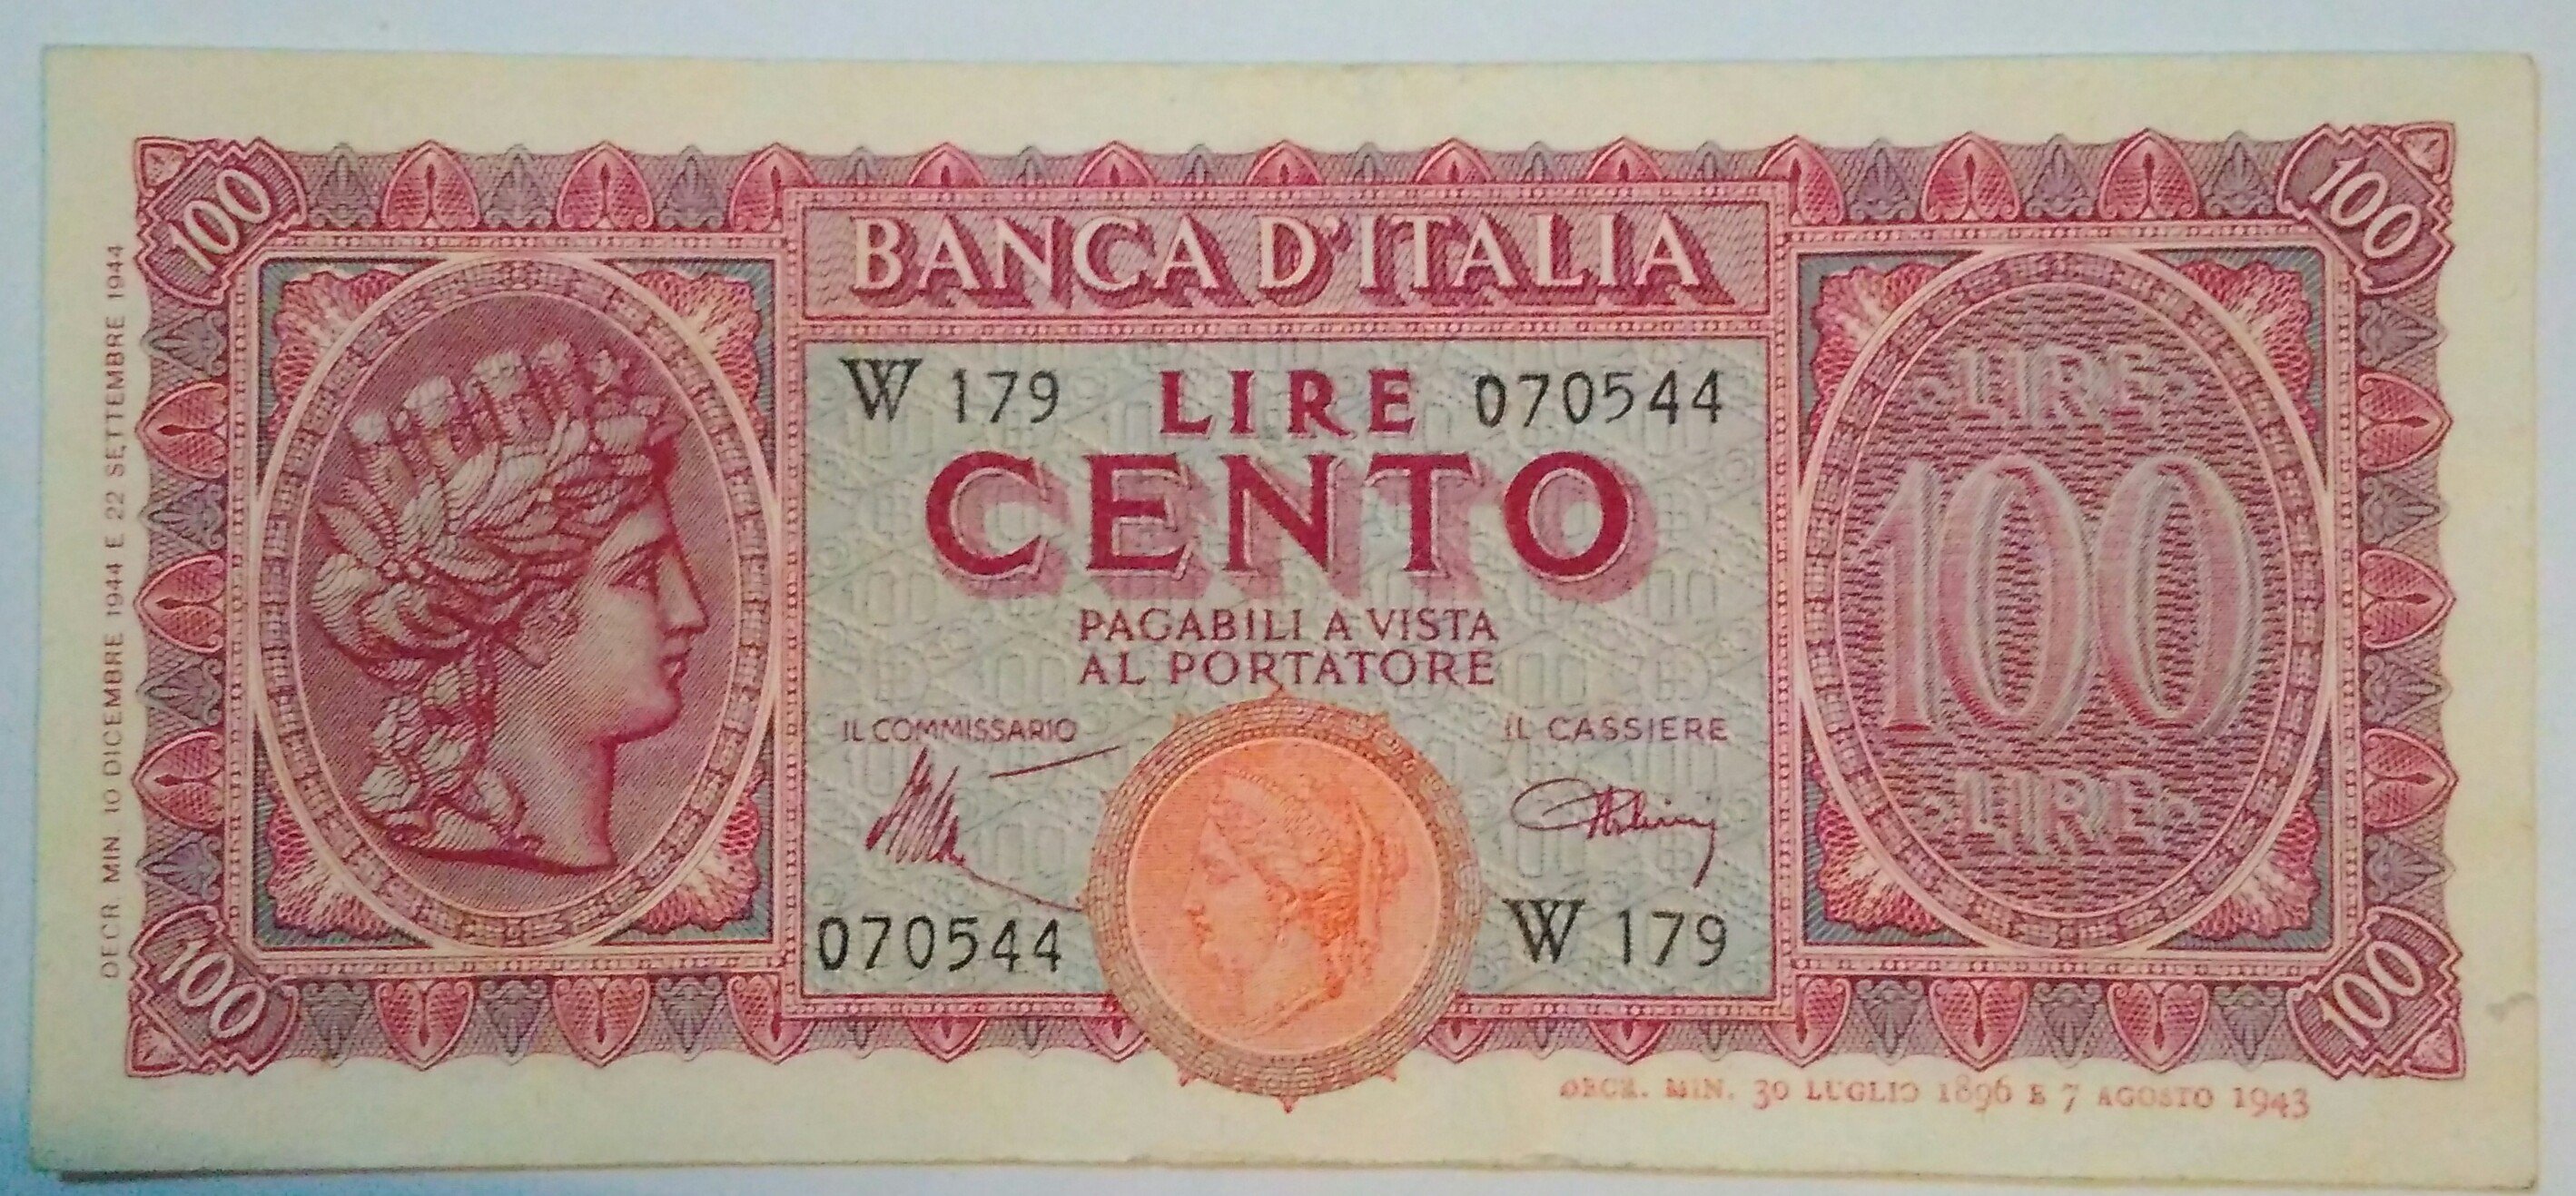 100
100
BANCA D'ITALIA
DECR. MIN. 10 DICEMBRE 1944 E 22 SETTEMBRE 1944
W 179 LIRE 070544
CENTO
PAGABILI A VISTA
AL PORTATORE
IL COMMISSARIO
IL CASSIERE
070544
W 179
LIRE
100
LIRE
100
100
DECR. MIN. 30 LUGLIO 1896 E 7 AGOSTO 1943